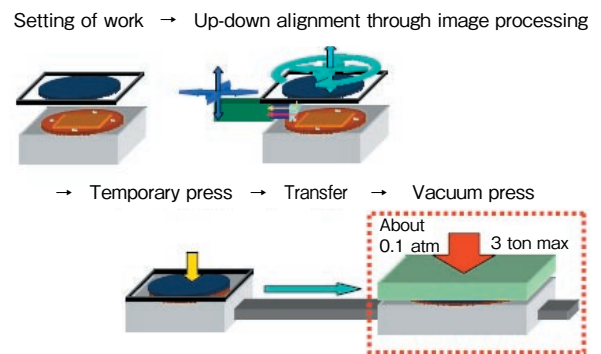 Setting of work → Up-down alignment through image processing
→ Temporary press → Transfer → Vacuum press
About
0.1 atm
3 ton max